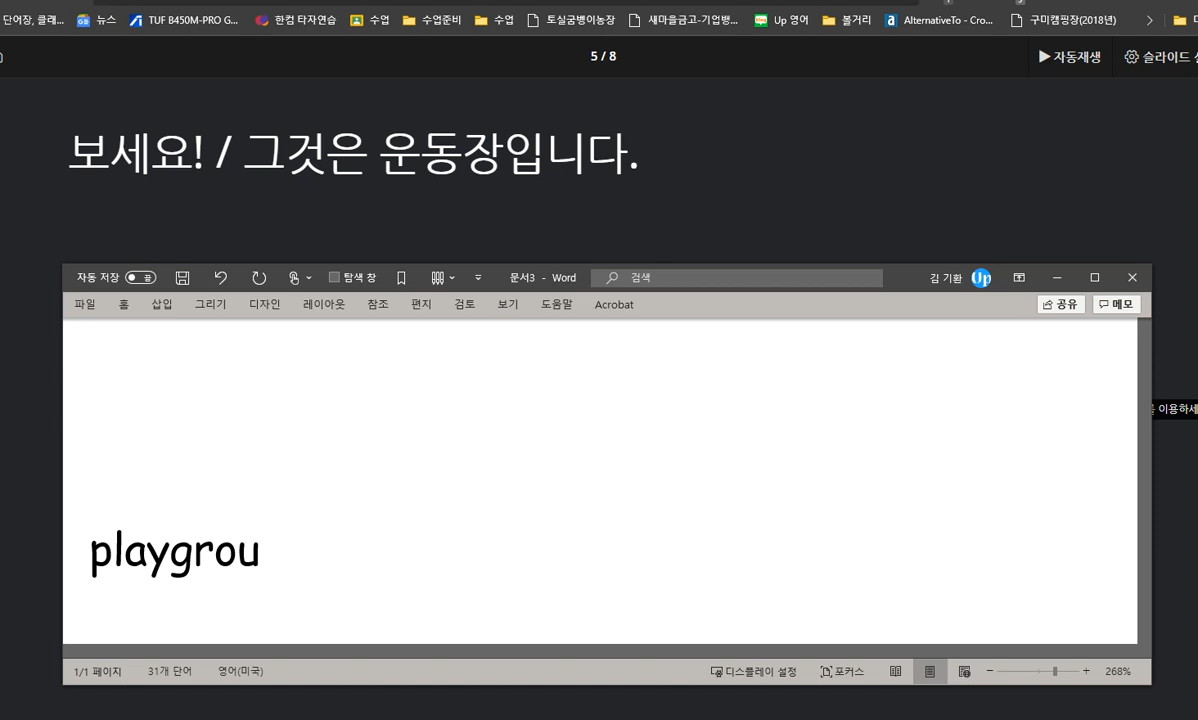 단어장, 클래... 뉴스 TUF B450M-PRO G... 한컴 타자연습 수업 수업준비 수업 토실굼벵이농장 새마을금고-기업뱅... Up 영어 볼거리 AlternativeTo - Cro... 구미캠핑장(2018년)
5 / 8 자동재생 슬라이드
보세요! / 그것은 운동장입니다.
자동 저장 끔 탐색 창 문서3 - Word 검색 김 기환 Up
파일 홈 삽입 그리기 디자인 레이아웃 참조 편지 검토 보기 도움말 Acrobat 공유 메모
이용하세
playgrou
1/1 페이지 31개 단어 영어(미국) 디스플레이 설정 포커스 268%